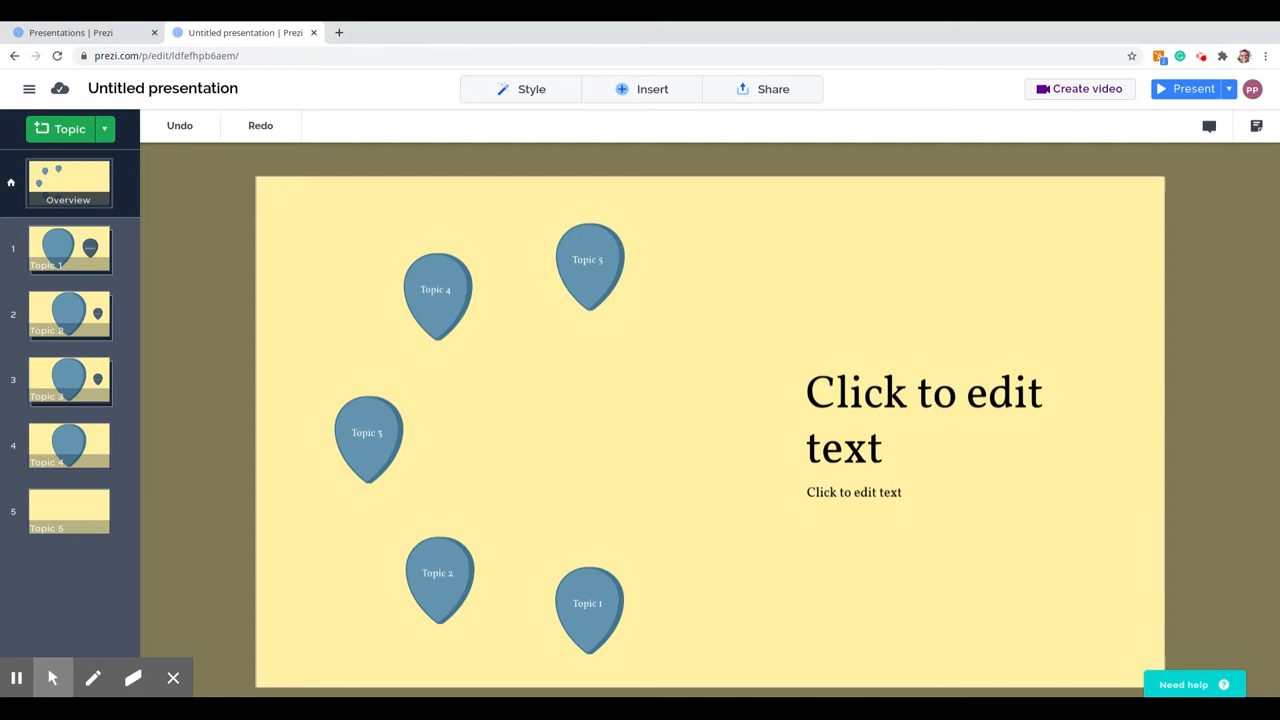 Presentations | Prezi
Untitled presentation | Prezi
prezi.com/p/edit/ldfefhpb6aem/
Untitled presentation
Style
Insert
Share
Create video
Present
PP
Topic
Undo
Redo
Overview
1
Topic 1
2
Topic 2
3
Topic 3
4
Topic 4
5
Topic 5
Topic 5
Topic 4
Topic 3
Topic 2
Topic 1
Click to edit
text
Click to edit text
Need help ?